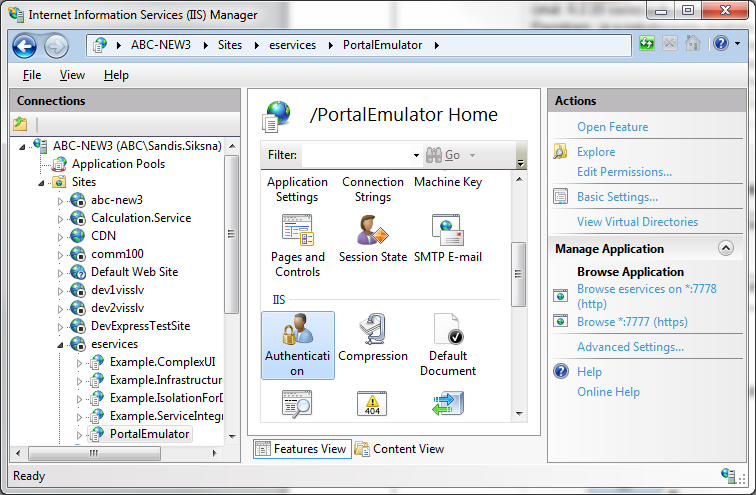 Internet Information Services (IIS) Manager
ABC-NEW3 Sites eservices PortalEmulator
File View Help
Connections
ABC-NEW3 (ABC\Sandis.Siksna)
Application Pools
Sites
abc-new3
Calculation.Service
CDN
comm100
Default Web Site
dev1visslv
dev2visslv
DevExpressTestSite
eservices
Example.ComplexUI
Example.Infrastructure
Example.IsolationForD
Example.ServiceIntegr
PortalEmulator
/PortalEmulator Home
Filter: Go
Application Settings
Connection Strings
Machine Key
Pages and Controls
Session State
SMTP E-mail
IIS
Authenticati
on
Compression
Default Document
404
Features View Content View
Actions
Open Feature
Explore
Edit Permissions...
Basic Settings...
View Virtual Directories
Manage Application
Browse Application
Browse eservices on *:7778
(http)
Browse *:7777 (https)
Advanced Settings...
Help
Online Help
Ready